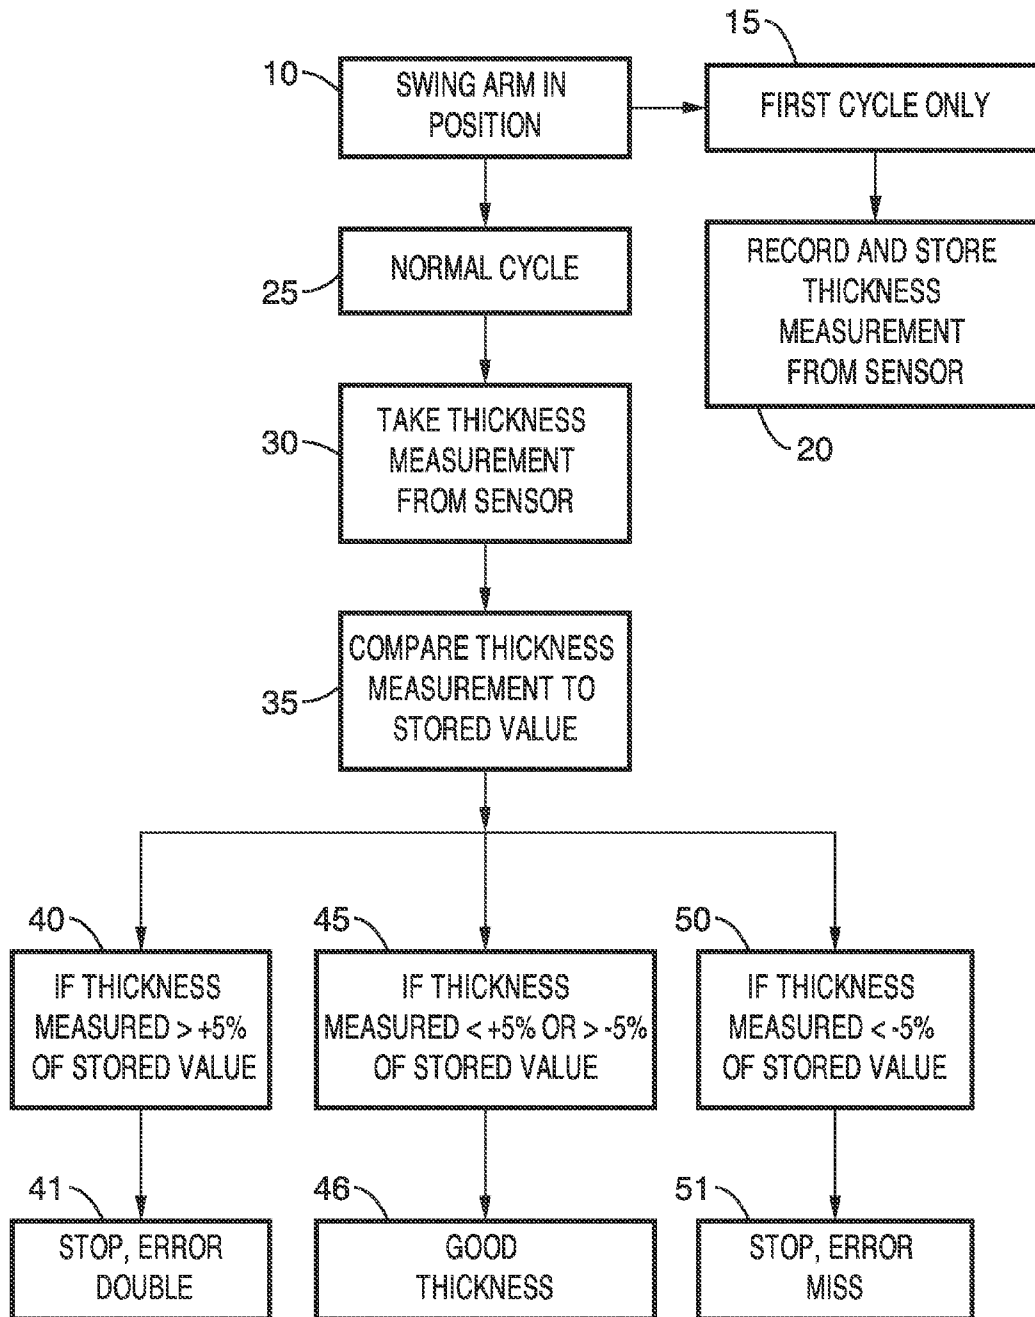 15
10
SWING ARM IN
POSITION
FIRST CYCLE ONLY
25
NORMAL CYCLE
RECORD AND STORE
THICKNESS
MEASUREMENT
FROM SENSOR
20
30
TAKE THICKNESS
MEASUREMENT
FROM SENSOR
35
COMPARE THICKNESS
MEASUREMENT TO
STORED VALUE
40
IF THICKNESS
MEASURED > +5%
OF STORED VALUE
45
IF THICKNESS
MEASURED < +5% OR > -5%
OF STORED VALUE
50
IF THICKNESS
MEASURED < -5%
OF STORED VALUE
41
STOP, ERROR
DOUBLE
46
GOOD
THICKNESS
51
STOP, ERROR
MISS